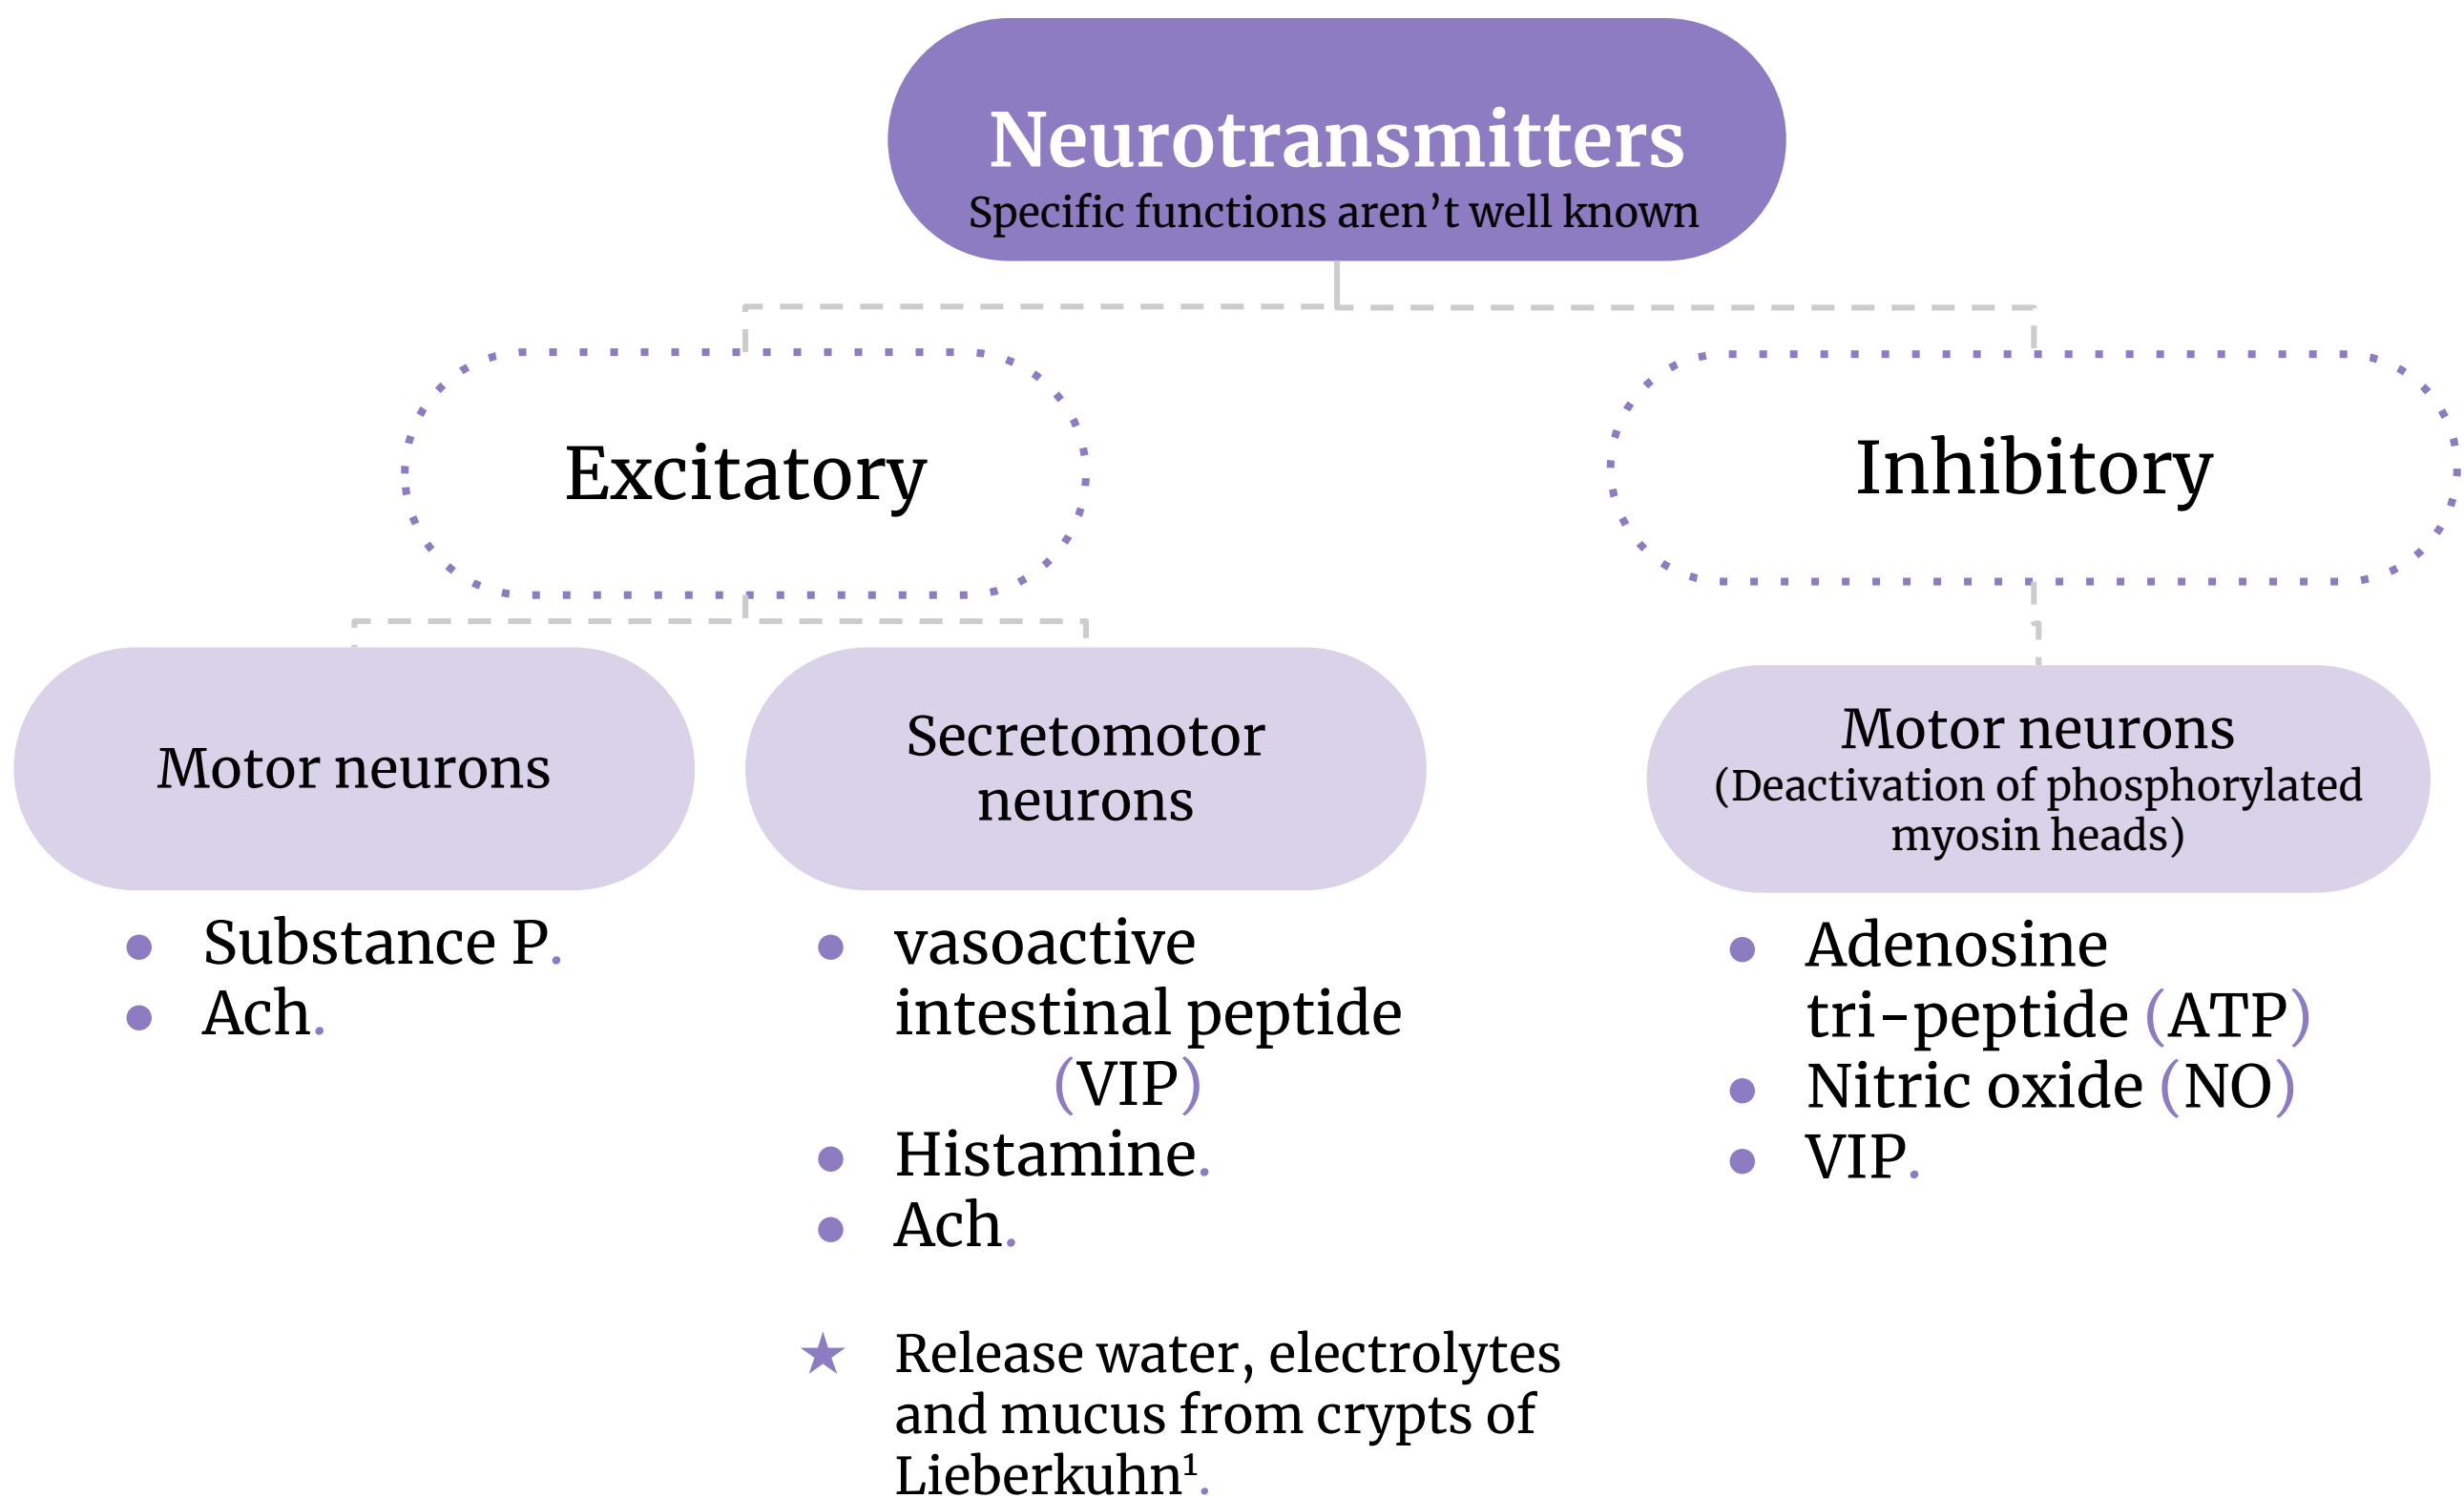 Neurotransmitters
Specific functions aren’t well known
Excitatory
Inhibitory
Motor neurons
Secretomotor
neurons
Motor neurons
(Deactivation of phosphorylated
myosin heads)
● Substance P.
● Ach.
● vasoactive
intestinal peptide
(VIP)
● Histamine.
● Ach.
★ Release water, electrolytes
and mucus from crypts of
Lieberkuhn¹.
● Adenosine
tri-peptide (ATP)
● Nitric oxide (NO)
● VIP.